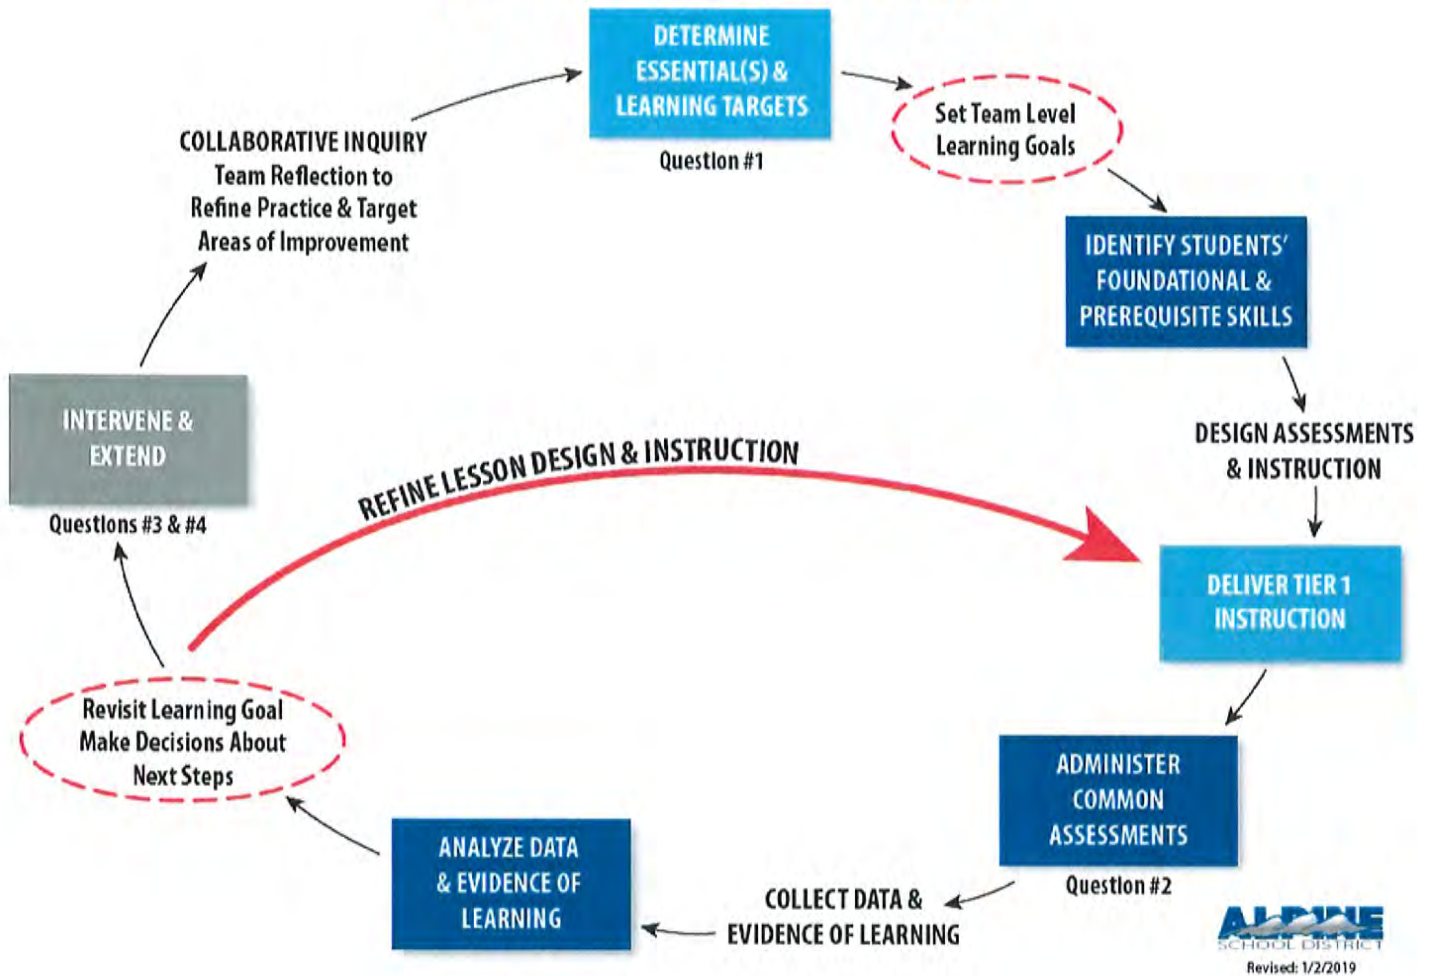 DETERMINE
ESSENTIAL(S) &
LEARNING TARGETS
Question #1
Set Team Level
Learning Goals
IDENTIFY STUDENTS'
FOUNDATIONAL &
PREREQUISITE SKILLS
DESIGN ASSESSMENTS
& INSTRUCTION
DELIVER TIER 1
INSTRUCTION
ADMINISTER
COMMON
ASSESSMENTS
Question #2
COLLECT DATA &
EVIDENCE OF LEARNING
ANALYZE DATA
& EVIDENCE OF
LEARNING
Revisit Learning Goal
Make Decisions About
Next Steps
REFINE LESSON DESIGN & INSTRUCTION
INTERVENE &
EXTEND
Questions #3 & #4
COLLABORATIVE INQUIRY
Team Reflection to
Refine Practice & Target
Areas of Improvement
ALPINE
SCHOOL DISTRICT
Revised: 1/2/2019